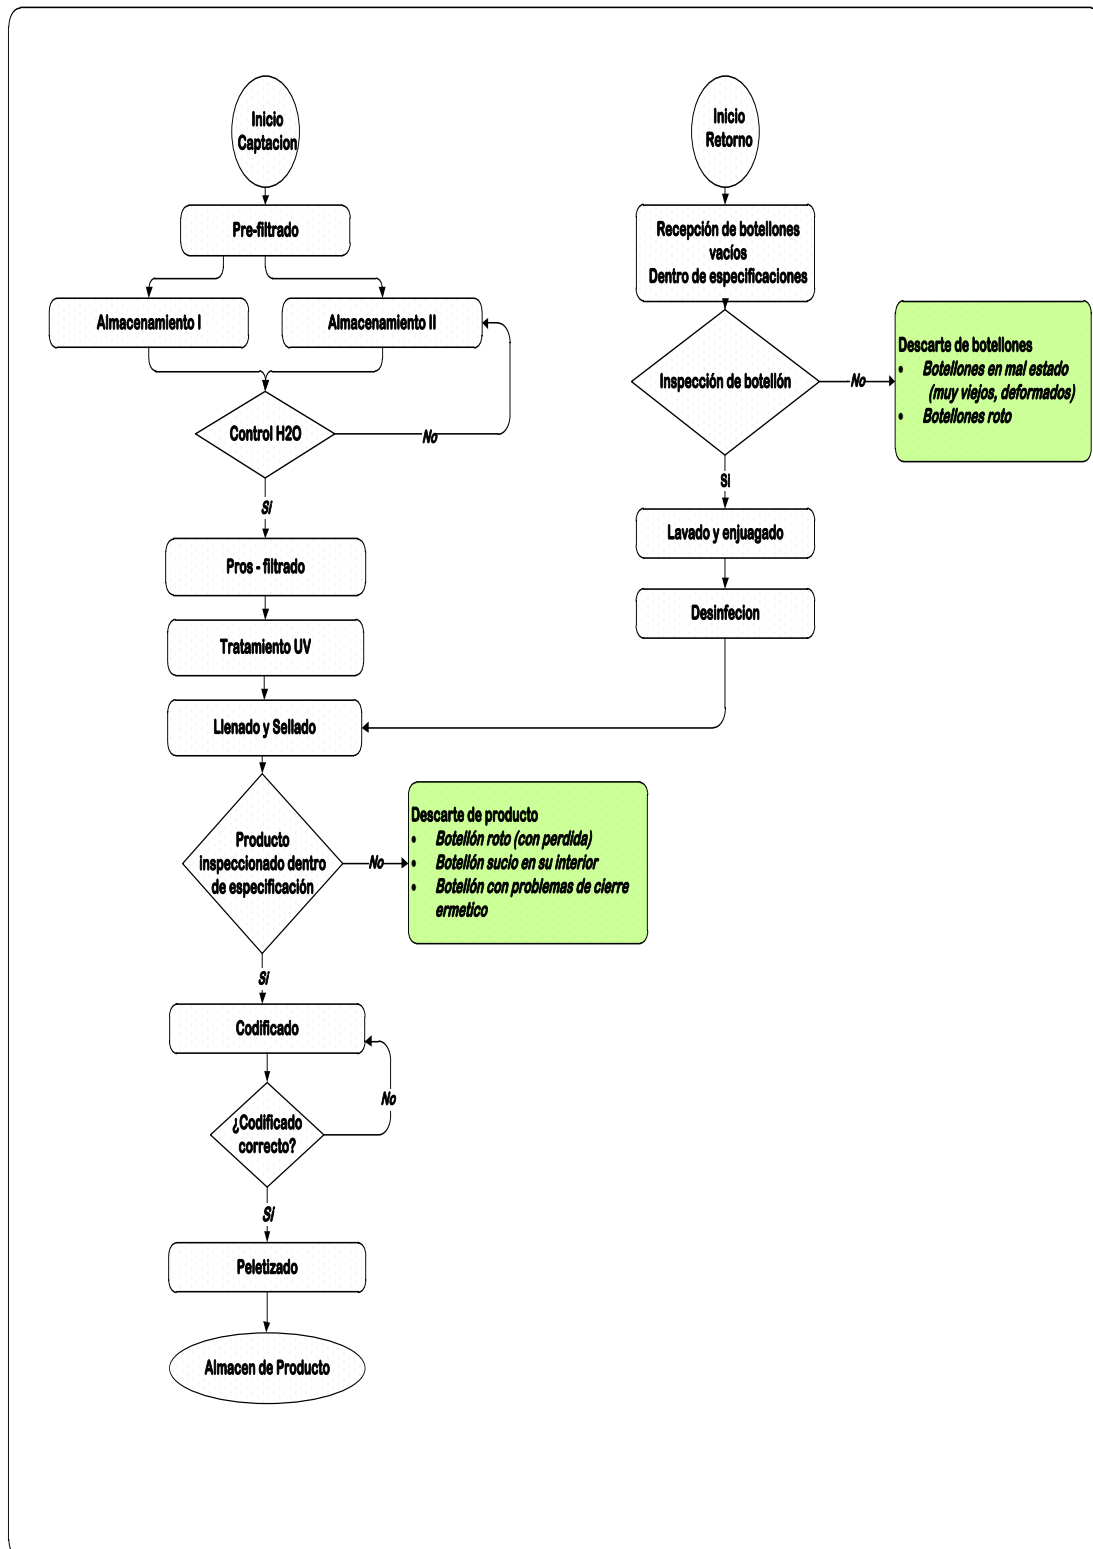 Inicio
Captacion
Pre-filtrado
Almacenamiento I
Almacenamiento II
Control H2O
No
Si
Pros - filtrado
Tratamiento UV
Llenado y Sellado
Producto
inspeccionado dentro
de especificación
No
Descarte de producto
• Botellón roto (con perdida)
• Botellón sucio en su interior
• Botellón con problemas de cierre
ermetico
Si
Codificado
No
¿Codificado
correcto?
Si
Peletizado
Almacen de Producto
Inicio
Retorno
Recepción de botellones
vacíos
Dentro de especificaciones
Inspección de botellón
No
Descarte de botellones
• Botellones en mal estado
(muy viejos, deformados)
• Botellones roto
Si
Lavado y enjuagado
Desinfecion